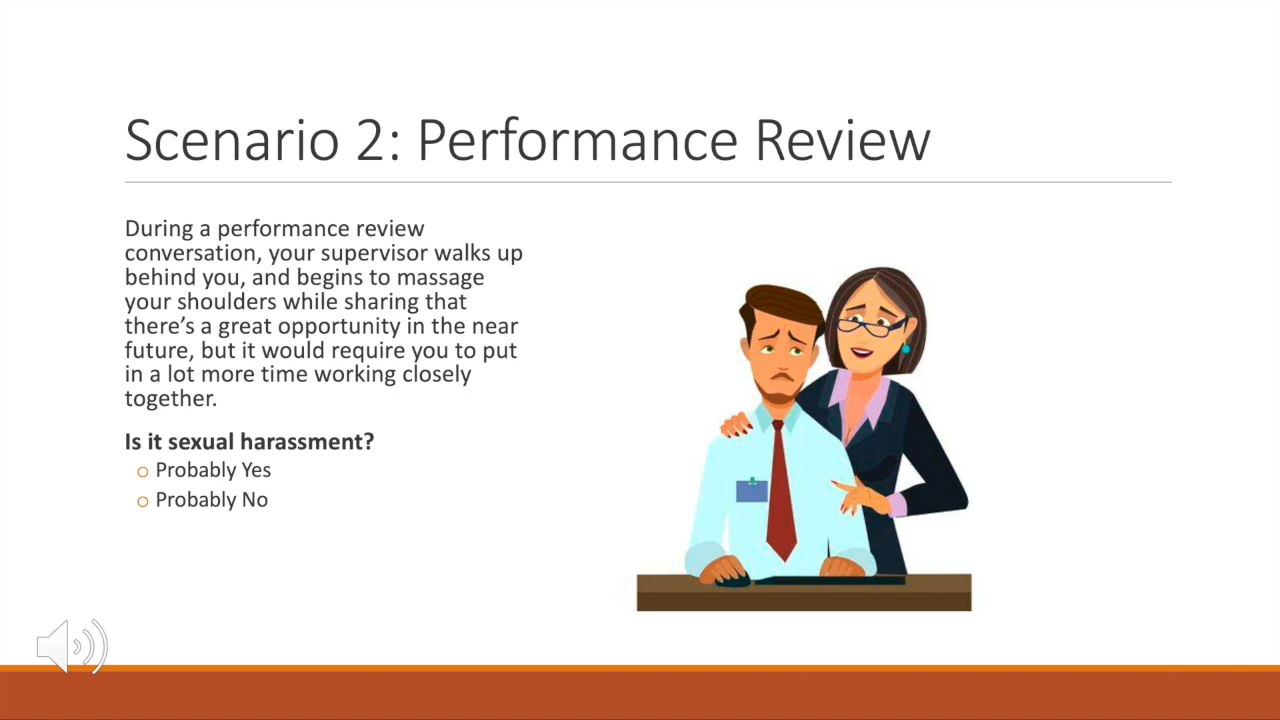 Scenario 2: Performance Review
During a performance review
conversation, your supervisor walks up
behind you, and begins to massage
your shoulders while sharing that
there’s a great opportunity in the near
future, but it would require you to put
in a lot more time working closely
together.
Is it sexual harassment?
o Probably Yes
o Probably No